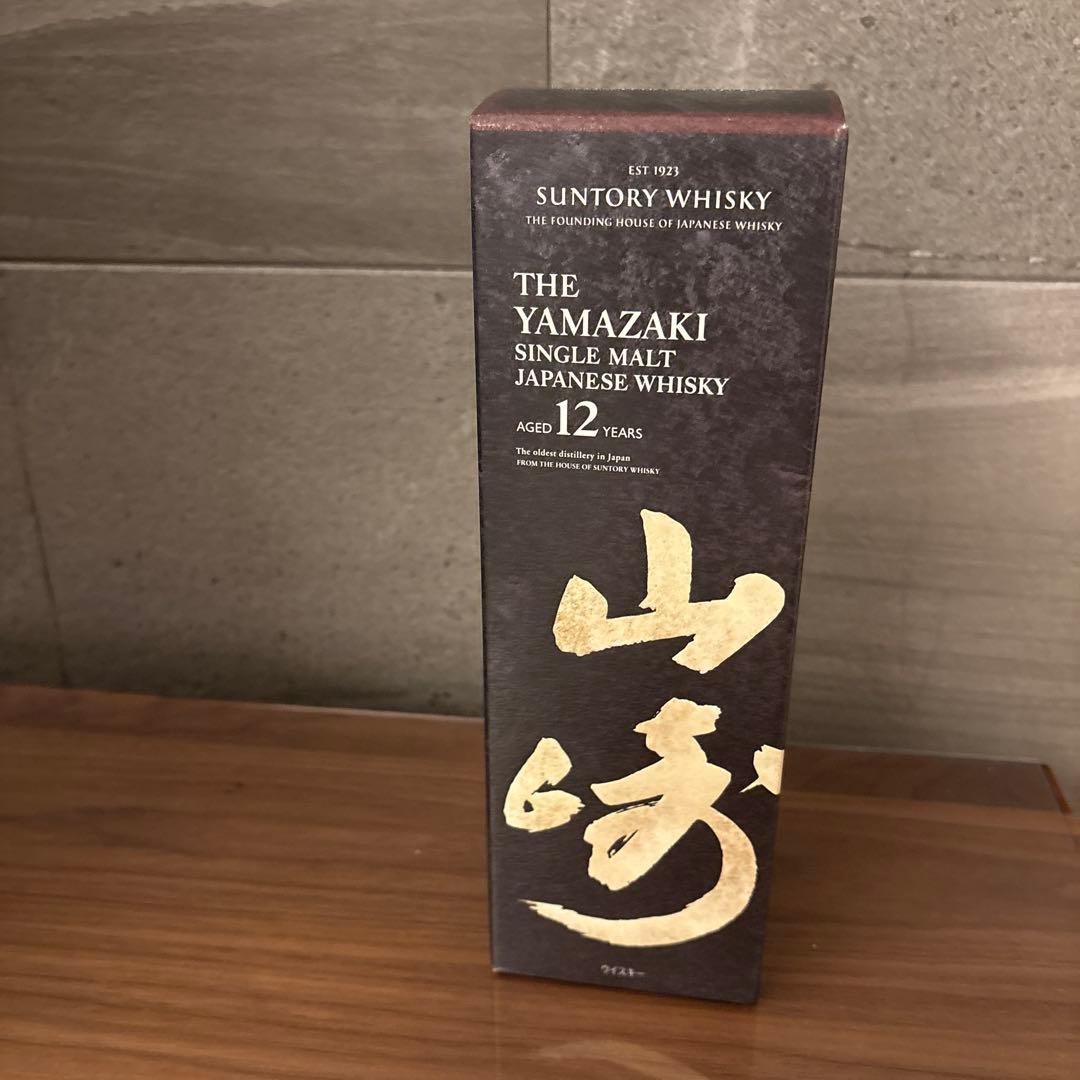 EST 1923
SUNTORY WHISKY
THE FOUNDING HOUSE OF JAPANESE WHISKY
THE
YAMAZAKI
SINGLE MALT
JAPANESE WHISKY
AGED 12 YEARS
The oldest distillery in Japan
FROM THE HOUSE OF SUNTORY WHISKY
山
崎
ウイスキー